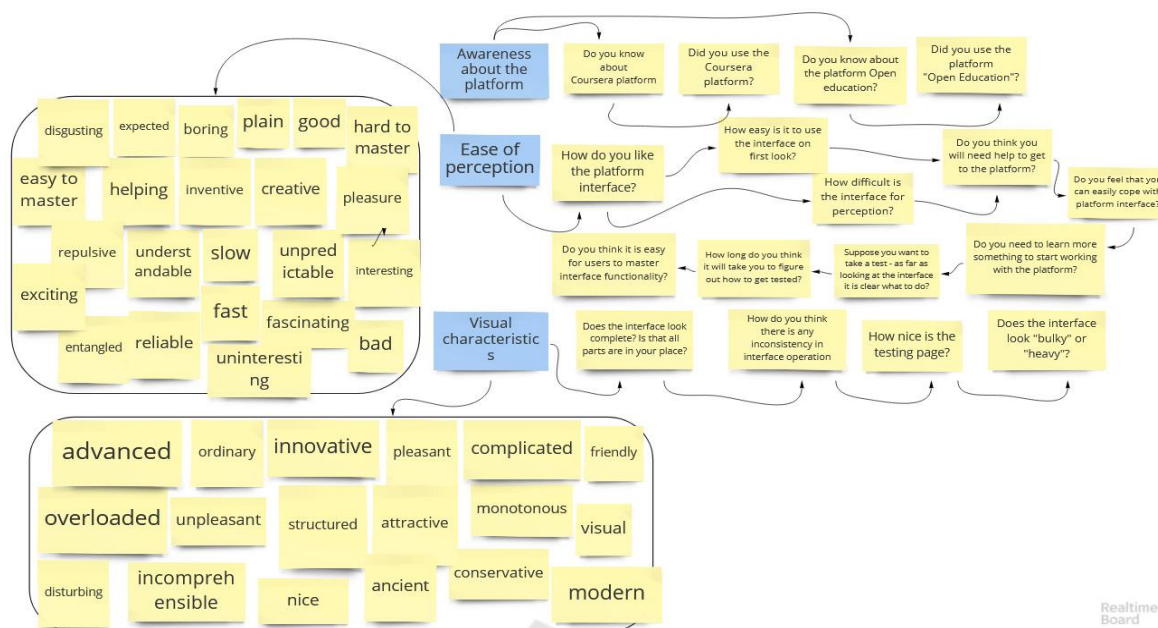 Awareness
about the
platform
Do you know
about
Coursera platform
Did you use the
Coursera
platform?
Do you know about
the platform Open
education?
Did you use the
platform
"Open Education"?
Ease of
perception
How do you like
the platform
interface?
How easy is it to use
the interface on
first look?
How difficult is
the interface for
perception?
Do you think you
will need help to get
to the platform?
Do you feel that you
can easily cope with
platform interface?
Do you need to learn more
something to start working
with the platform?
Suppose you want to
take a test - as far as
looking at the interface
it is clear what to do?
How long do you think
it will take you to figure
out how to get tested?
Do you think it is easy
for users to master
interface functionality?
Visual
characteristic
s
Does the interface look
complete? Is that all
parts are in your place?
How do you think
there is any
inconsistency in
interface operation
How nice is the
testing page?
Does the interface
look "bulky" or
"heavy"?
disgusting
expected
boring
plain
good
hard to
master
easy to
master
helping
inventive
creative
pleasure
repulsive
underst
andable
slow
unpred
ictable
interesting
exciting
fast
fascinating
entangled
reliable
uninteresti
ng
bad
advanced
ordinary
innovative
pleasant
complicated
friendly
overloaded
unpleasant
structured
attractive
monotonous
visual
disturbing
incompreh
ensible
nice
ancient
conservative
modern
Realtime
Board